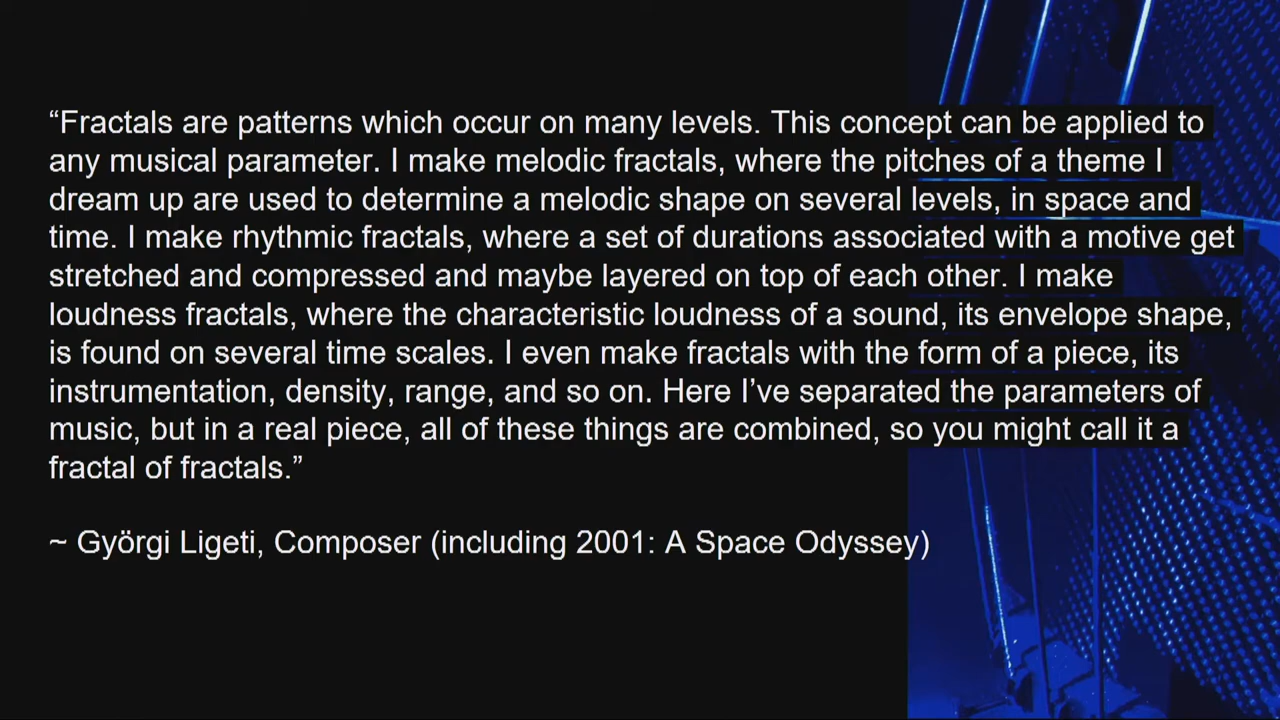 “Fractals are patterns which occur on many levels. This concept can be applied to
any musical parameter. I make melodic fractals, where the pitches of a theme I
dream up are used to determine a melodic shape on several levels, in space and
time. I make rhythmic fractals, where a set of durations associated with a motive get
stretched and compressed and maybe layered on top of each other. I make
loudness fractals, where the characteristic loudness of a sound, its envelope shape,
is found on several time scales. I even make fractals with the form of a piece, its
instrumentation, density, range, and so on. Here I’ve separated the parameters of
music, but in a real piece, all of these things are combined, so you might call it a
fractal of fractals.”
~ Györgi Ligeti, Composer (including 2001: A Space Odyssey)